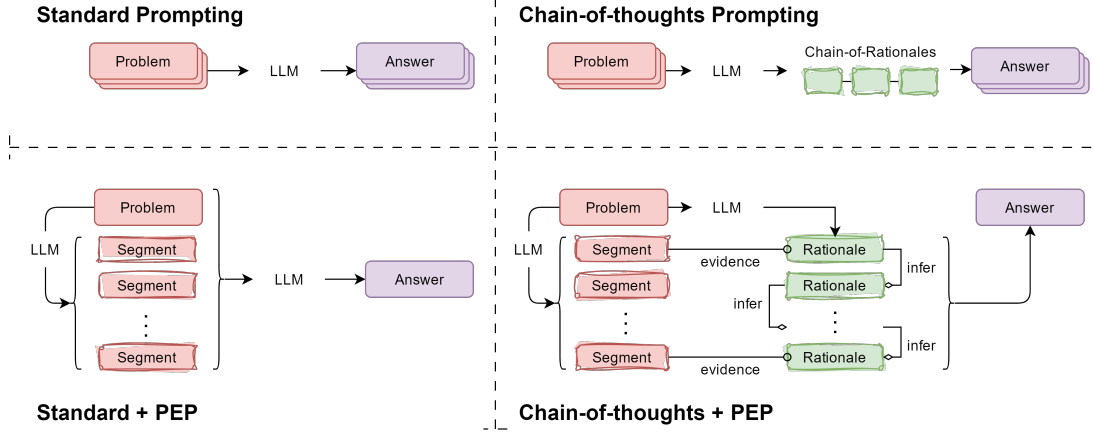 Standard Prompting
Problem
LLM
Answer
Chain-of-thoughts Prompting
Problem
LLM
Chain-of-Rationales
Answer
Problem
LLM
Segment
Segment
Segment
LLM
Answer
Standard + PEP
Problem
LLM
Answer
LLM
Segment
evidence
Rationale
infer
Segment
Rationale
infer
Segment
evidence
Rationale
infer
Chain-of-thoughts + PEP